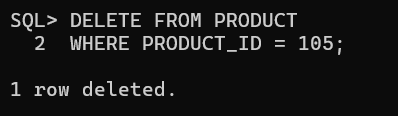 SQL> DELETE FROM PRODUCT
  2  WHERE PRODUCT_ID = 105;

1 row deleted.